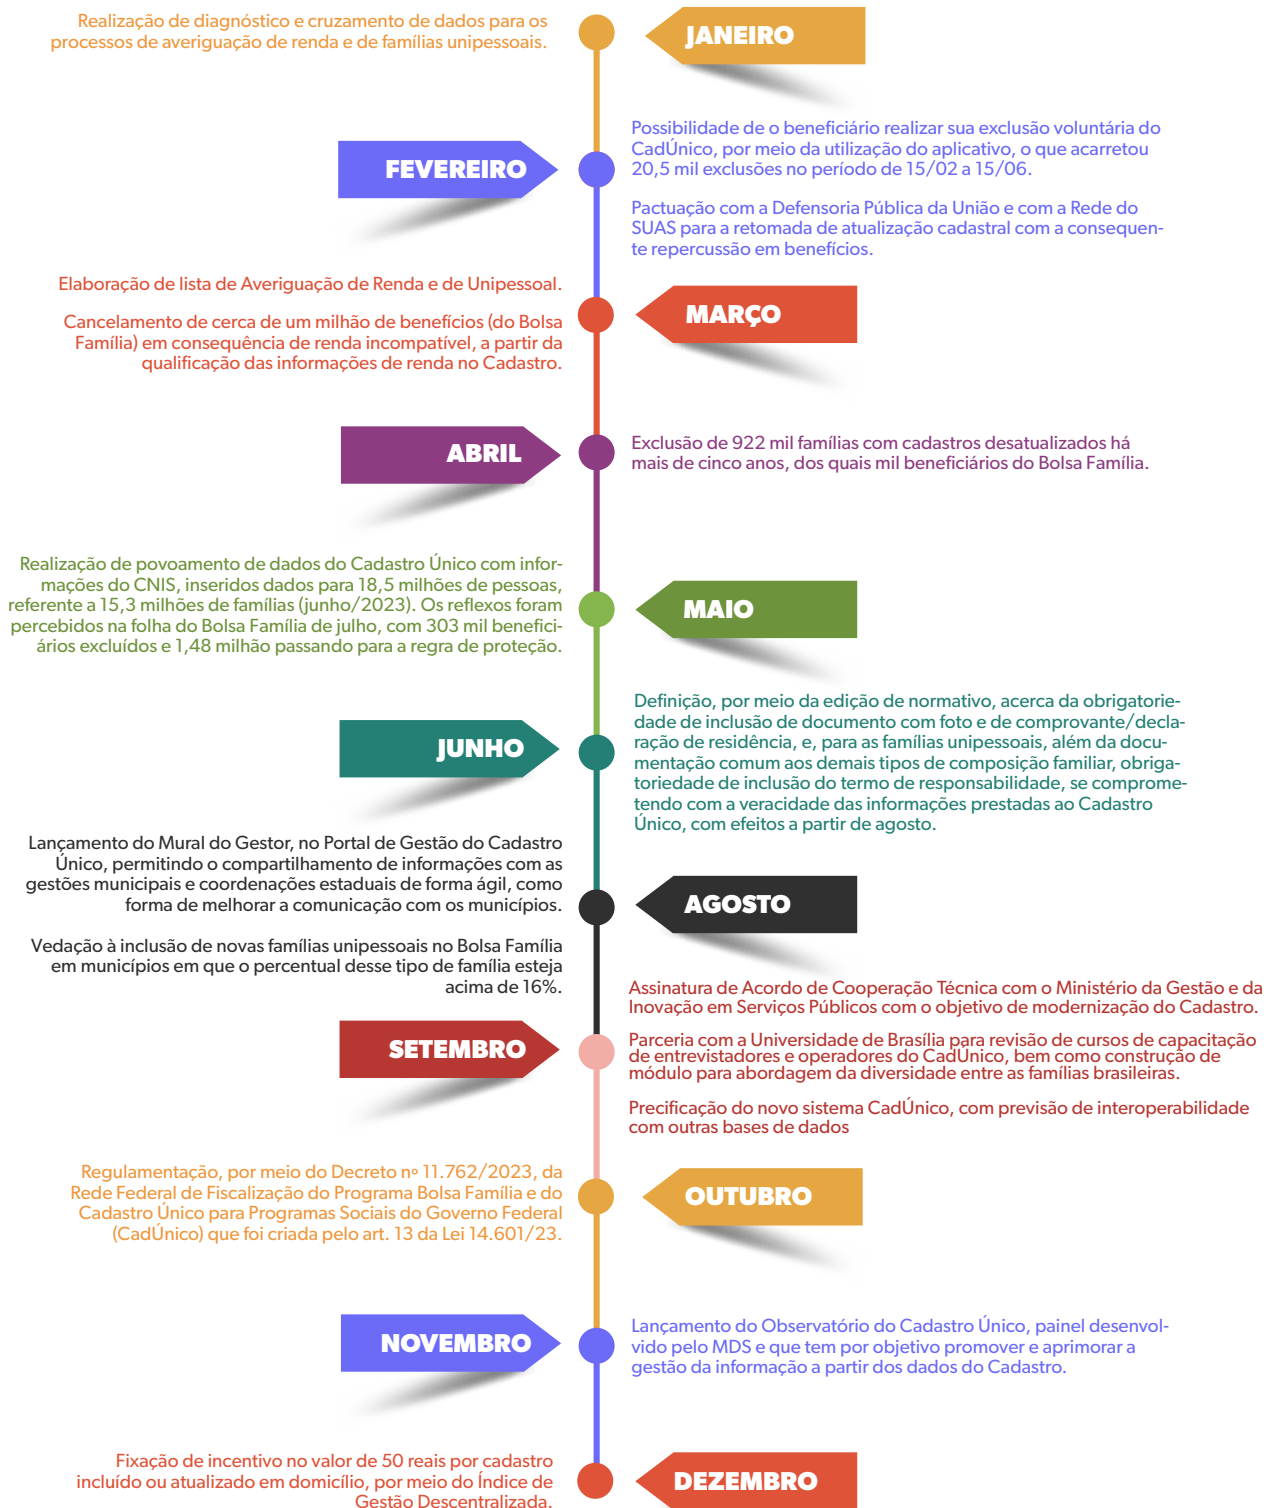 Realização de diagnóstico e cruzamento de dados para os
processos de averiguação de renda e de famílias unipessoais.
JANEIRO
FEVEREIRO
Possibilidade de o beneficiário realizar sua exclusão voluntária do
CadÚnico, por meio da utilização do aplicativo, o que acarretou
20,5 mil exclusões no período de 15/02 a 15/06.
Pactuação com a Defensoria Pública da União e com a Rede do
SUAS para a retomada de atualização cadastral com a consequen-
te repercussão em benefícios.
Elaboração de lista de Averiguação de Renda e de Unipessoal.
Cancelamento de cerca de um milhão de benefícios (do Bolsa
Família) em consequência de renda incompatível, a partir da
qualificação das informações de renda no Cadastro.
MARÇO
ABRIL
Exclusão de 922 mil famílias com cadastros desatualizados há
mais de cinco anos, dos quais mil beneficiários do Bolsa Família.
Realização de povoamento de dados do Cadastro Único com infor-
mações do CNIS, inseridos dados para 18,5 milhões de pessoas,
referente a 15,3 milhões de famílias (junho/2023). Os reflexos foram
percebidos na folha do Bolsa Família de julho, com 303 mil benefici-
ários excluídos e 1,48 milhão passando para a regra de proteção.
MAIO
JUNHO
Definição, por meio da edição de normativo, acerca da obrigatorie-
dade de inclusão de documento com foto e de comprovante/decla-
ração de residência, e, para as famílias unipessoais, além da docu-
mentação comum aos demais tipos de composição familiar, obriga-
toriedade de inclusão do termo de responsabilidade, se comprome-
tendo com a veracidade das informações prestadas ao Cadastro
Único, com efeitos a partir de agosto.
Lançamento do Mural do Gestor, no Portal de Gestão do Cadastro
Único, permitindo o compartilhamento de informações com as
gestões municipais e coordenações estaduais de forma ágil, como
forma de melhorar a comunicação com os municípios.
Vedação à inclusão de novas famílias unipessoais no Bolsa Família
em municípios em que o percentual desse tipo de família esteja
acima de 16%.
AGOSTO
SETEMBRO
Assinatura de Acordo de Cooperação Técnica com o Ministério da Gestão e da
Inovação em Serviços Públicos com o objetivo de modernização do Cadastro.
Parceria com a Universidade de Brasília para revisão de cursos de capacitação
de entrevistadores e operadores do CadÚnico, bem como construção de
módulo para abordagem da diversidade entre as famílias brasileiras.
Precificação do novo sistema CadÚnico, com previsão de interoperabilidade
com outras bases de dados
Regulamentação, por meio do Decreto nº 11.762/2023, da
Rede Federal de Fiscalização do Programa Bolsa Família e do
Cadastro Único para Programas Sociais do Governo Federal
(CadÚnico) que foi criada pelo art. 13 da Lei 14.601/23.
OUTUBRO
NOVEMBRO
Lançamento do Observatório do Cadastro Único, painel desenvol-
vido pelo MDS e que tem por objetivo promover e aprimorar a
gestão da informação a partir dos dados do Cadastro.
Fixação de incentivo no valor de 50 reais por cadastro
incluído ou atualizado em domicílio, por meio do Índice de
Gestão Descentralizada.
DEZEMBRO